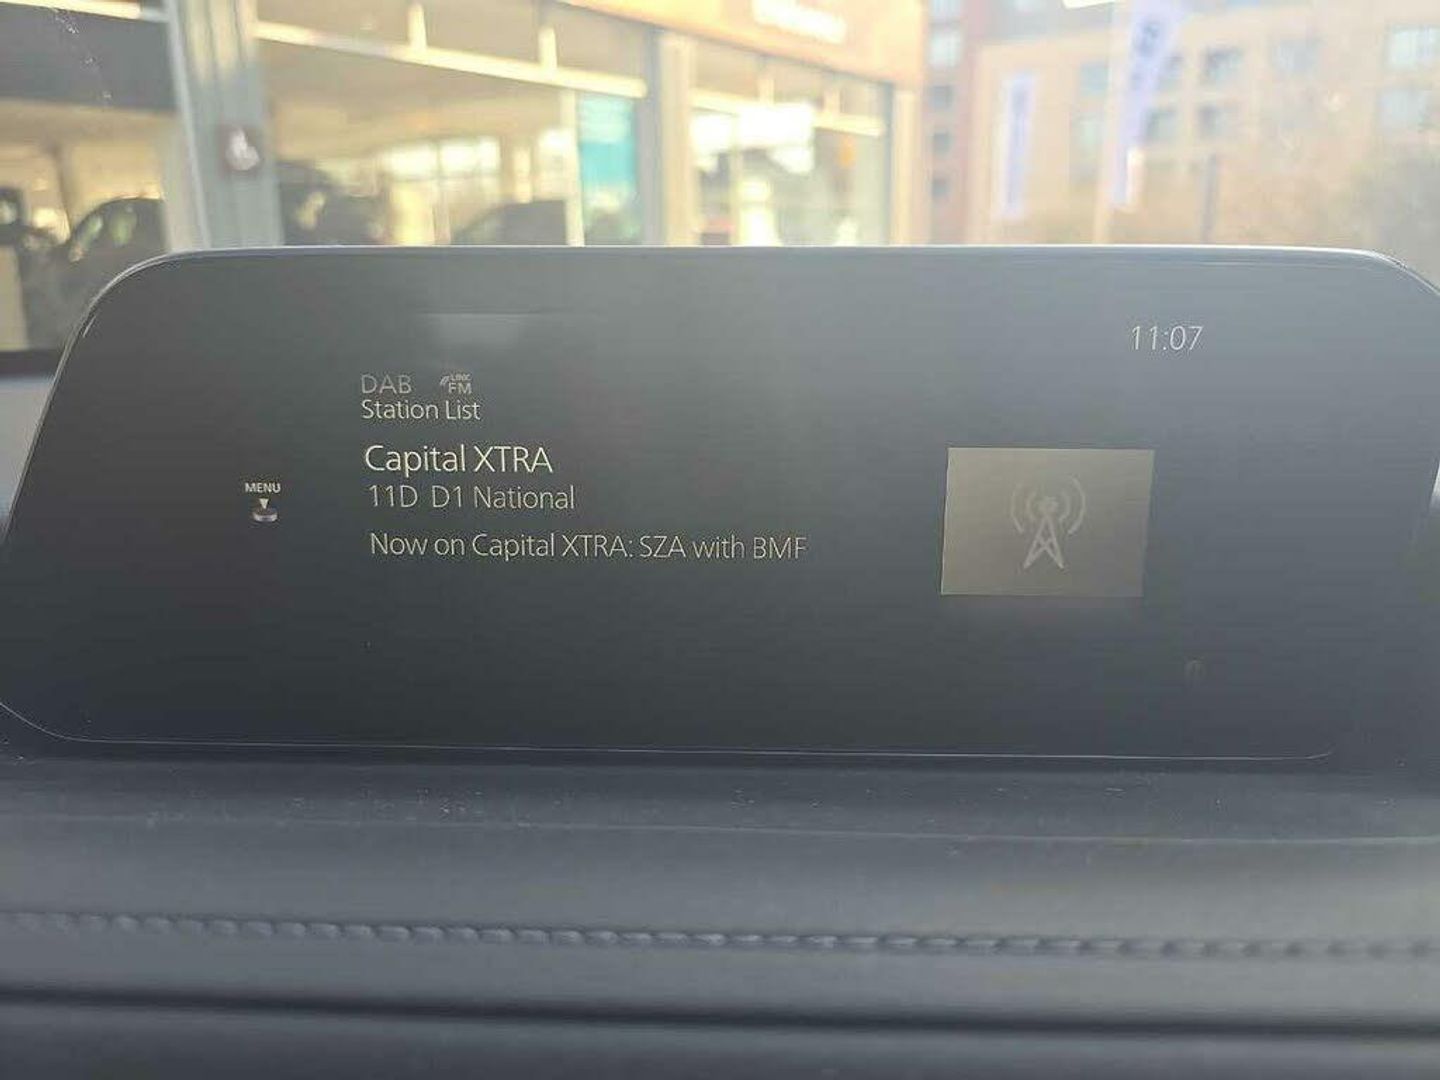 11:07
DAB LINK FM
Station List
Capital XTRA
11D D1 National
MENU
Now on Capital XTRA: SZA with BMF